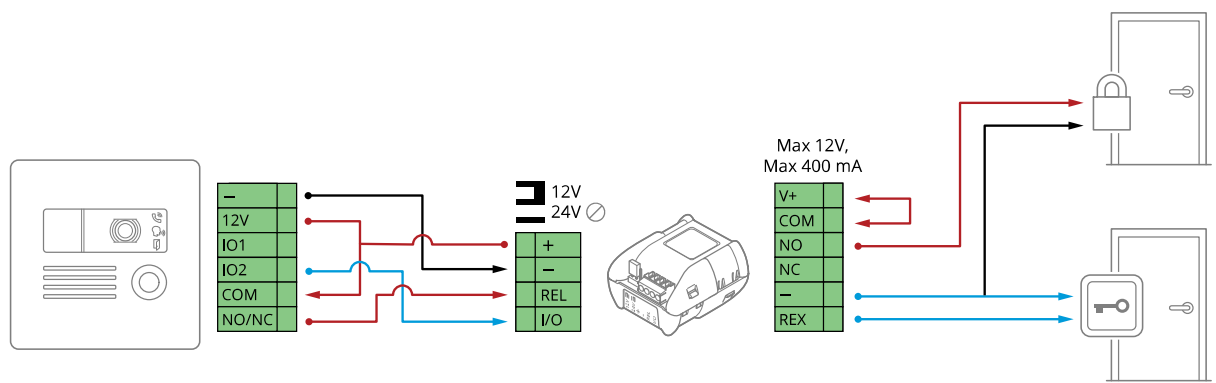 –
12V
IO1
IO2
COM
NO/NC
12V
24V
+
–
REL
I/O
Max 12V,
Max 400 mA
V+
COM
NO
NC
–
REX